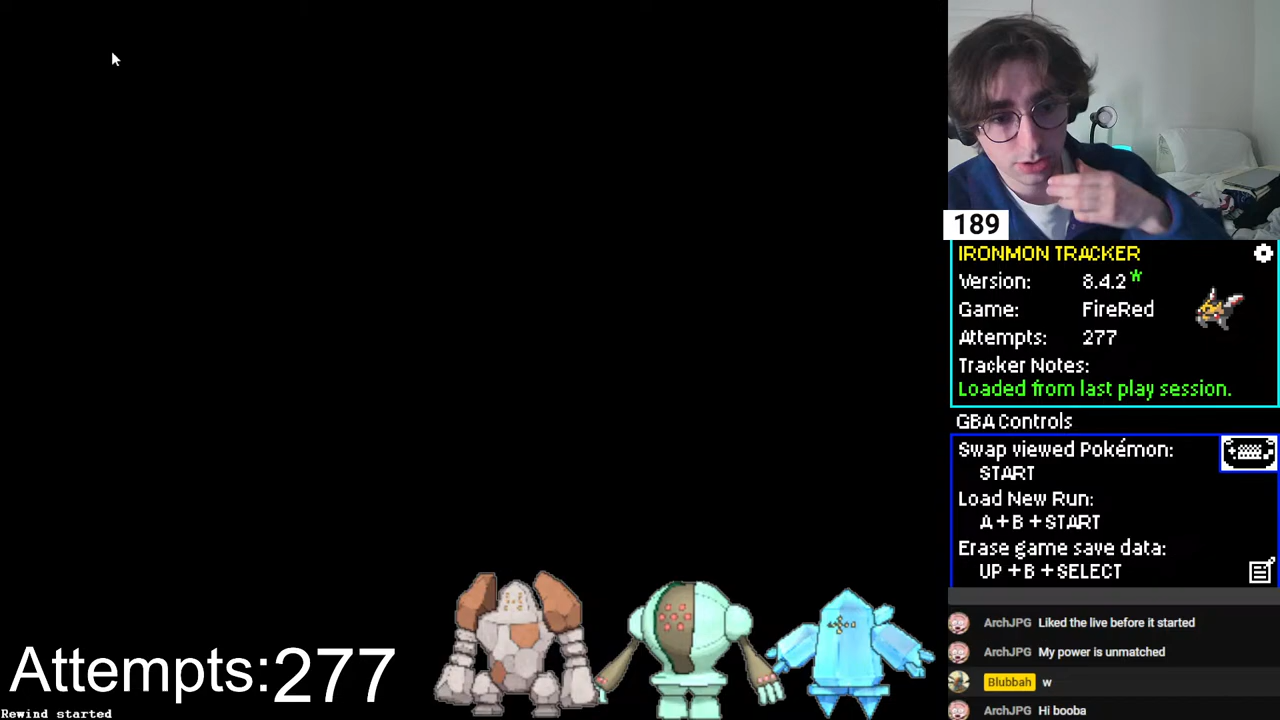 189
IRONMON TRACKER
Version: 8.4.2
Game: FireRed
Attempts: 277
Tracker Notes:
Loaded from last play session.
GBA Controls
Swap viewed Pokémon:
START
Load New Run:
A + B + START
Erase game save data:
UP + B + SELECT
ArchJPG Liked the live before it started
ArchJPG My power is unmatched
Blubbah w
ArchJPG Hi booba
Attempts:277
Rewind started